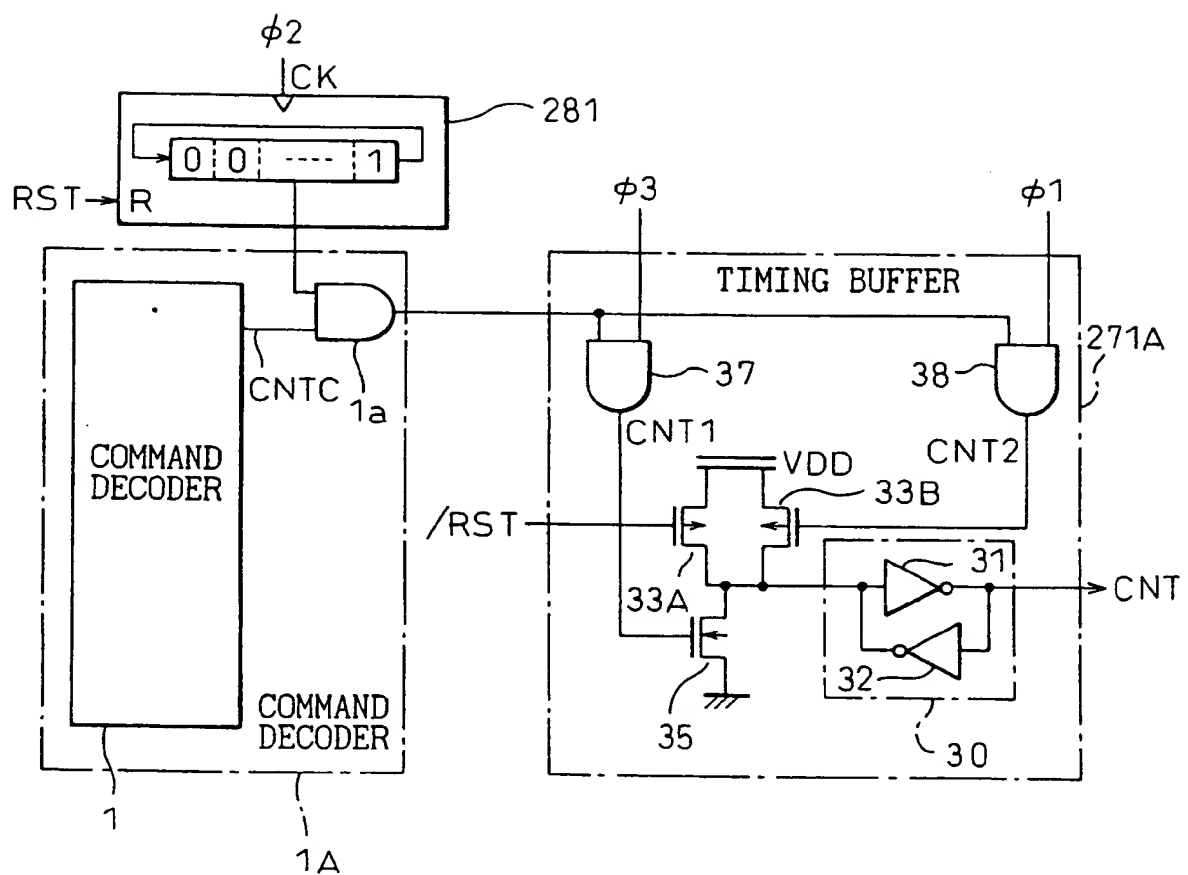 ϕ2
CK
281
0 0 ---- 1
RST
R
ϕ3
ϕ1
TIMING BUFFER
271A
37
38
CNTC
1a
CNT1
CNT2
COMMAND
DECODER
VDD
33B
/RST
31
CNT
33A
32
COMMAND
DECODER
35
30
1
1A